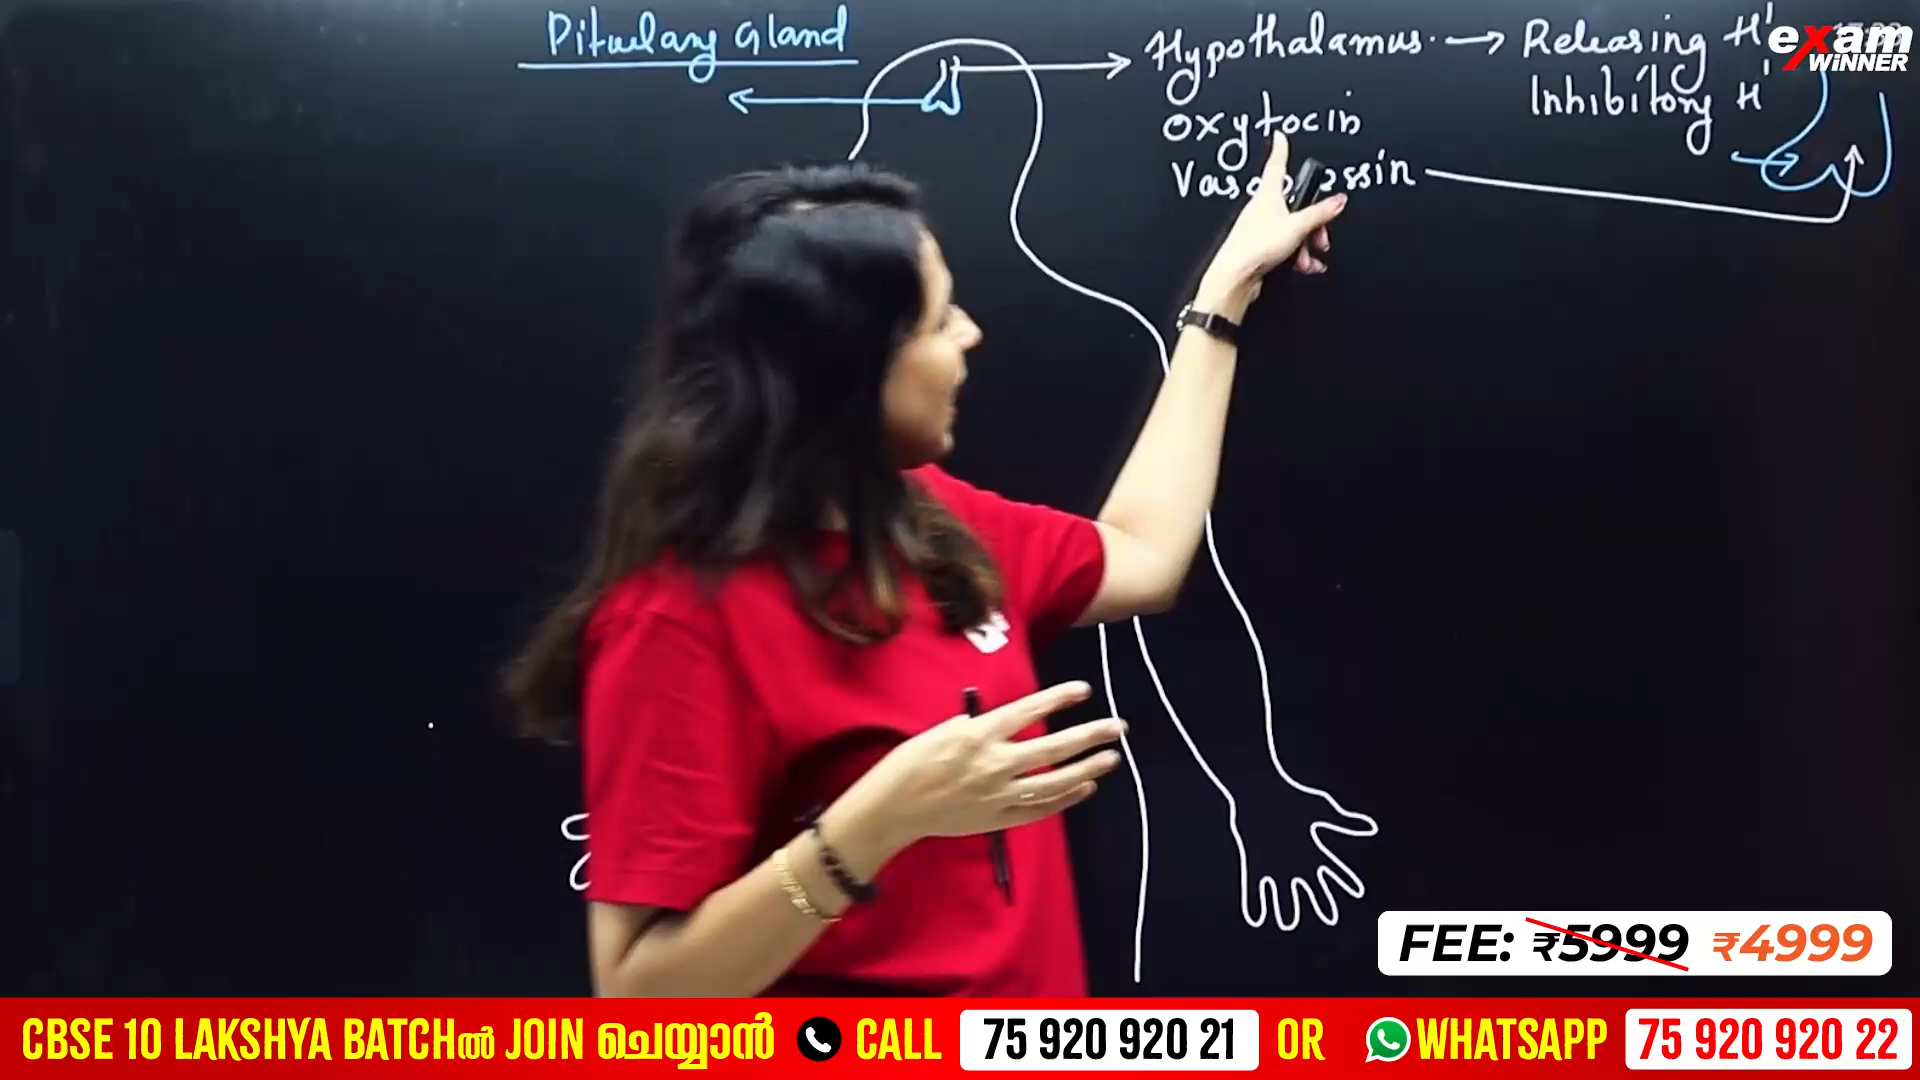 Pituitary Gland
Hypothalamus → Releasing H'
Inhibitory H'
Oxytocin
Vasopressin
exam
WiNNER
FEE: ₹5999 ₹4999
CBSE 10 LAKSHYA BATCHൽ JOIN ചെയ്യാൻ CALL 75 920 920 21 OR WHATSAPP 75 920 920 22